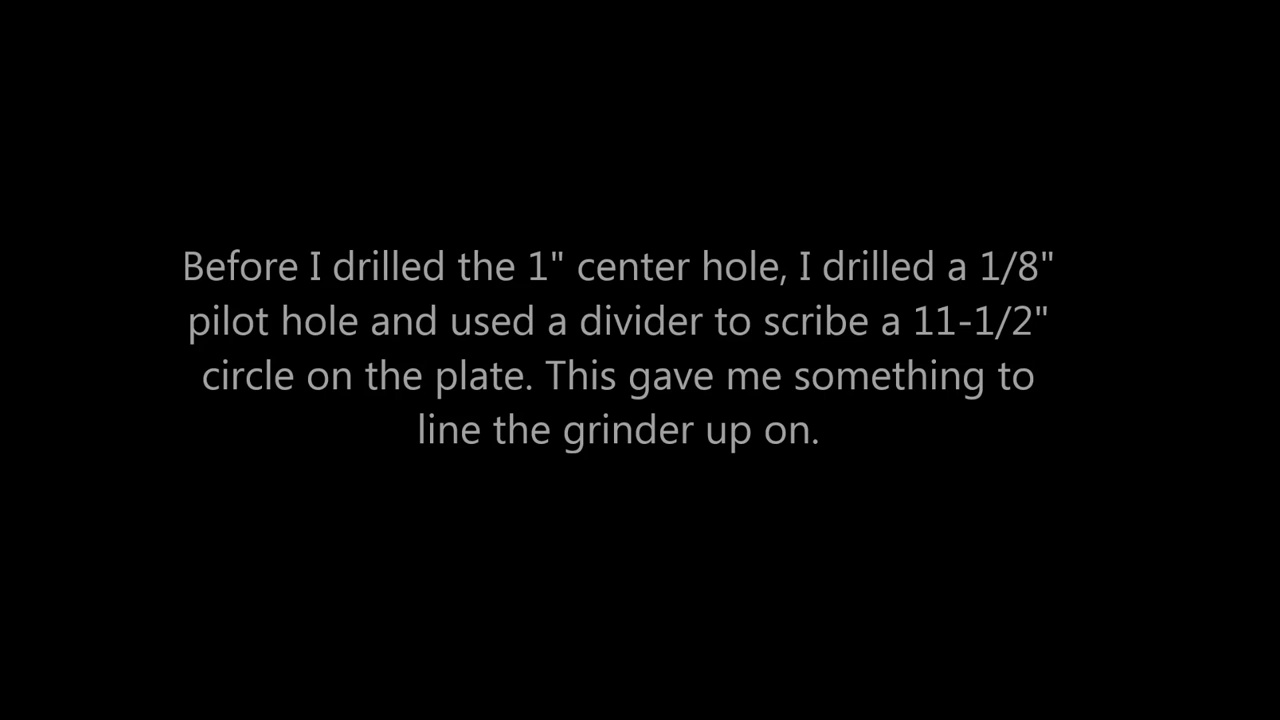 Before I drilled the 1" center hole, I drilled a 1/8"
pilot hole and used a divider to scribe a 11-1/2"
circle on the plate. This gave me something to
line the grinder up on.